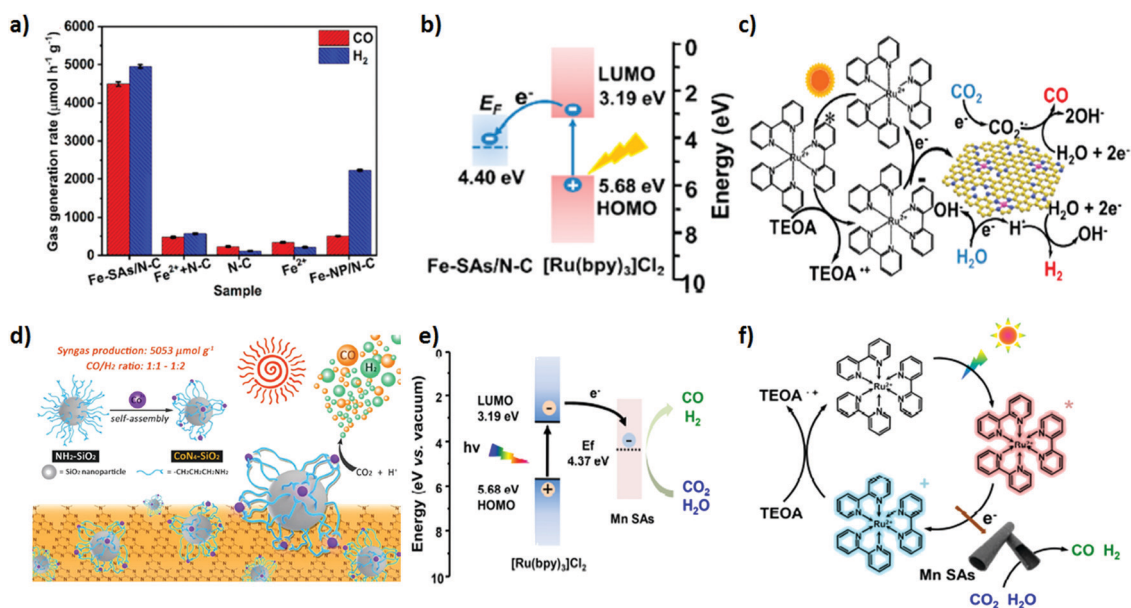 a)
Gas generation rate (μmol h⁻¹ g⁻¹)
6000
5000
4000
3000
2000
1000
0
CO
H₂
Fe-SAs/N-C
Fe²⁺+N-C
N-C
Fe²⁺
Fe-NP/N-C
Sample
b)
LUMO
3.19 eV
E_F
e⁻
4.40 eV
5.68 eV
HOMO
Fe-SAs/N-C
[Ru(bpy)₃]Cl₂
0
2
4
6
8
10
Energy (eV)
c)
Ru²⁺
*
Ru²⁺
Ru²⁺
-
e⁻
TEOA
TEOA•+
CO₂
e⁻
CO₂•-
CO
2OH-
H₂O + 2e-
OH-
H₂O
e⁻
H*
H₂O + 2e-
OH-
H₂
d)
Syngas production: 5053 μmol g⁻¹
CO/H₂ ratio: 1:1 - 1:2
Co
self-assembly
NH₂-SiO₂
CoN₄-SiO₂
= SiO₂ nanoparticle
= -CH₂CH₂CH₂NH₂
CO
H₂
CO₂ + H⁺
e)
Energy (eV vs. vacuum)
0
2
4
6
8
10
LUMO
3.19 eV
hν
5.68 eV
HOMO
[Ru(bpy)₃]Cl₂
e⁻
Ef
4.37 eV
Mn SAs
CO
H₂
CO₂
H₂O
f)
TEOA·+
TEOA
Ru²⁺
*
+
e⁻
Mn SAs
CO H₂
CO₂ H₂O